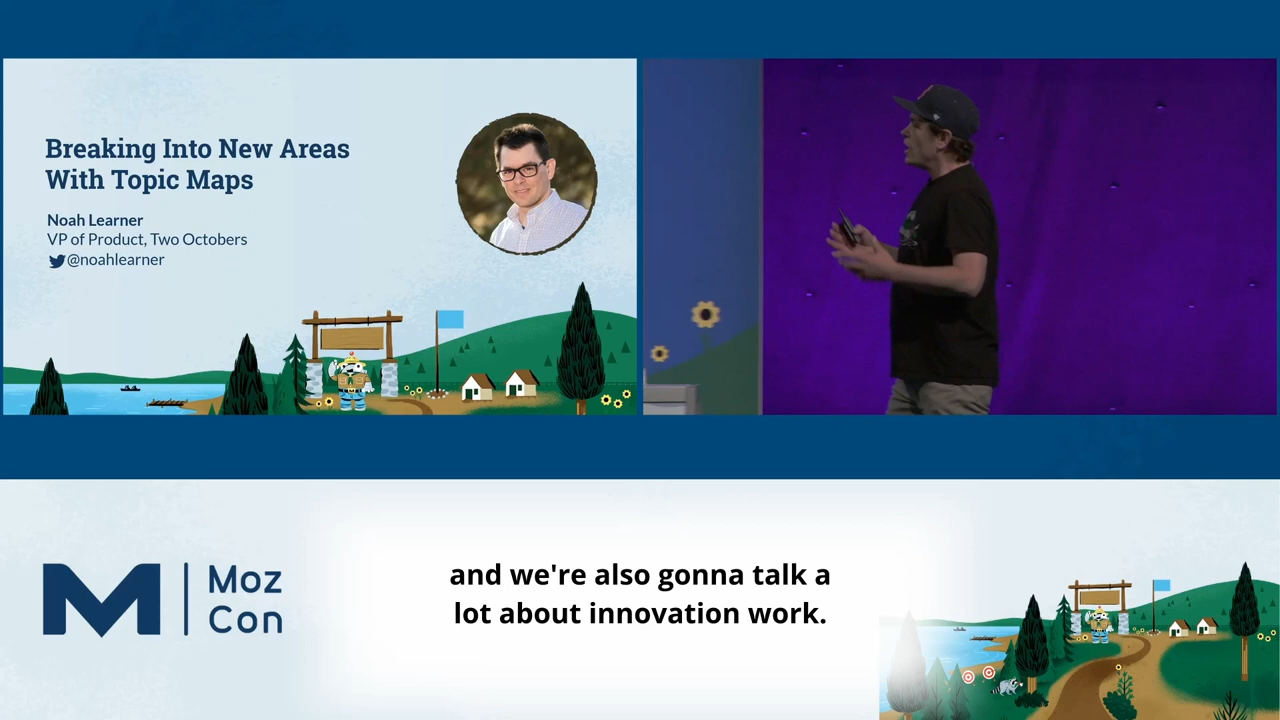 Breaking Into New Areas
With Topic Maps
Noah Learner
VP of Product, Two Octobers
@noahlearner
Moz
Con
and we're also gonna talk a
lot about innovation work.